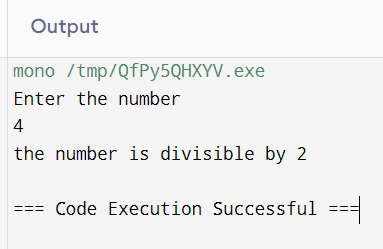 Output
mono /tmp/QfPy5QHXYV.exe
Enter the number
4
the number is divisible by 2
=== Code Execution Successful ===